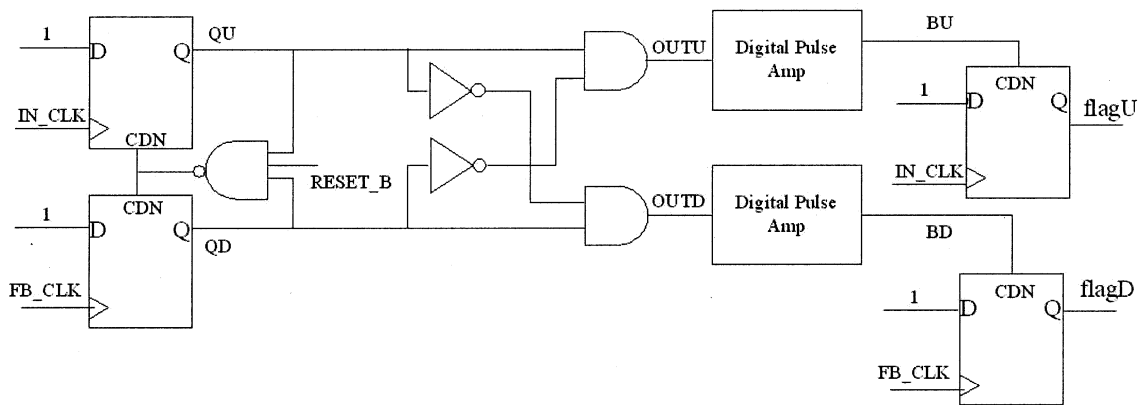 1
D
Q
QU
IN_CLK
CDN
RESET_B
CDN
1
D
Q
QD
FB_CLK
OUTU
Digital Pulse
Amp
BU
CDN
1
D
Q
flagU
IN_CLK
OUTD
Digital Pulse
Amp
BD
CDN
1
D
Q
flagD
FB_CLK